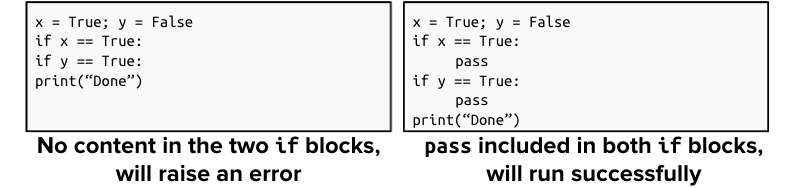 x = True; y = False
if x == True:
if y == True:
print(“Done”)
No content in the two if blocks,
will raise an error
x = True; y = False
if x == True:
pass
if y == True:
pass
print(“Done”)
pass included in both if blocks,
will run successfully